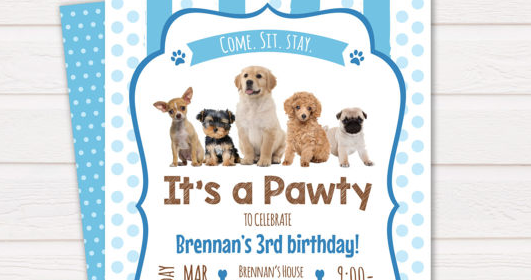 COME. SIT. STAY.
It's a Pawty
TO CELEBRATE
Brennan's 3rd birthday!
MAR BRENNAN'S HOUSE 9:00-